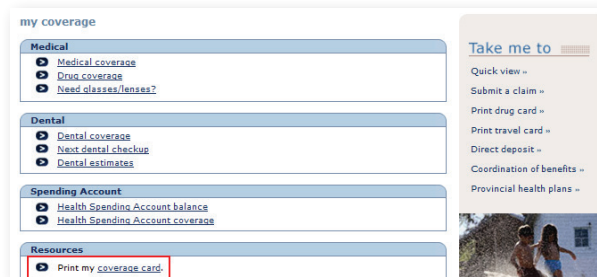 my coverage
Medical
Medical coverage
Drug coverage
Need glasses/lenses?
Dental
Dental coverage
Next dental checkup
Dental estimates
Spending Account
Health Spending Account balance
Health Spending Account coverage
Resources
Print my coverage card.
Take me to
Quick view »
Submit a claim »
Print drug card »
Print travel card »
Direct deposit »
Coordination of benefits »
Provincial health plans »